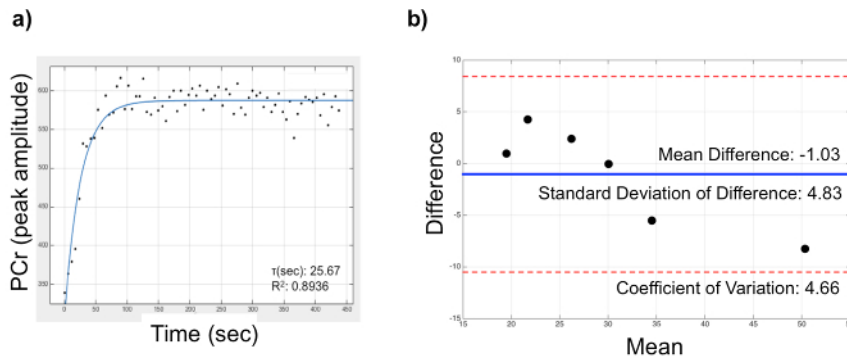 a)
b)
PCr (peak amplitude)
600
550
500
450
400
350
τ(sec): 25.67
R²: 0.8936
0
50
100
150
200
250
300
350
400
450
Time (sec)
Difference
10
5
0
-5
-10
-15
Mean Difference: -1.03
Standard Deviation of Difference: 4.83
Coefficient of Variation: 4.66
15
20
25
30
35
40
45
50
Mean